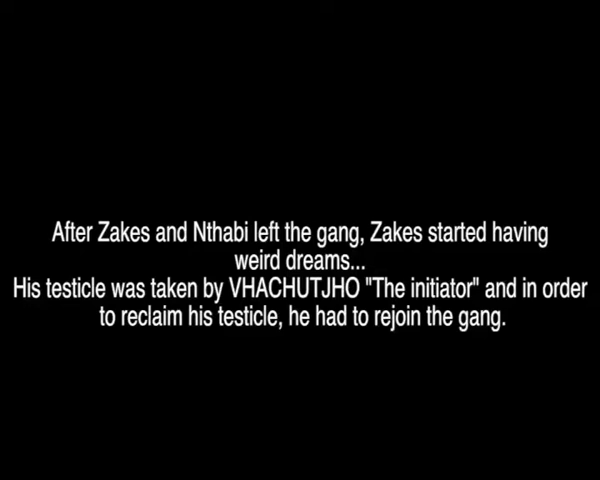 After Zakes and Nthabi left the gang, Zakes started having
weird dreams...
His testicle was taken by VHACHUTJHO "The initiator" and in order
to reclaim his testicle, he had to rejoin the gang.